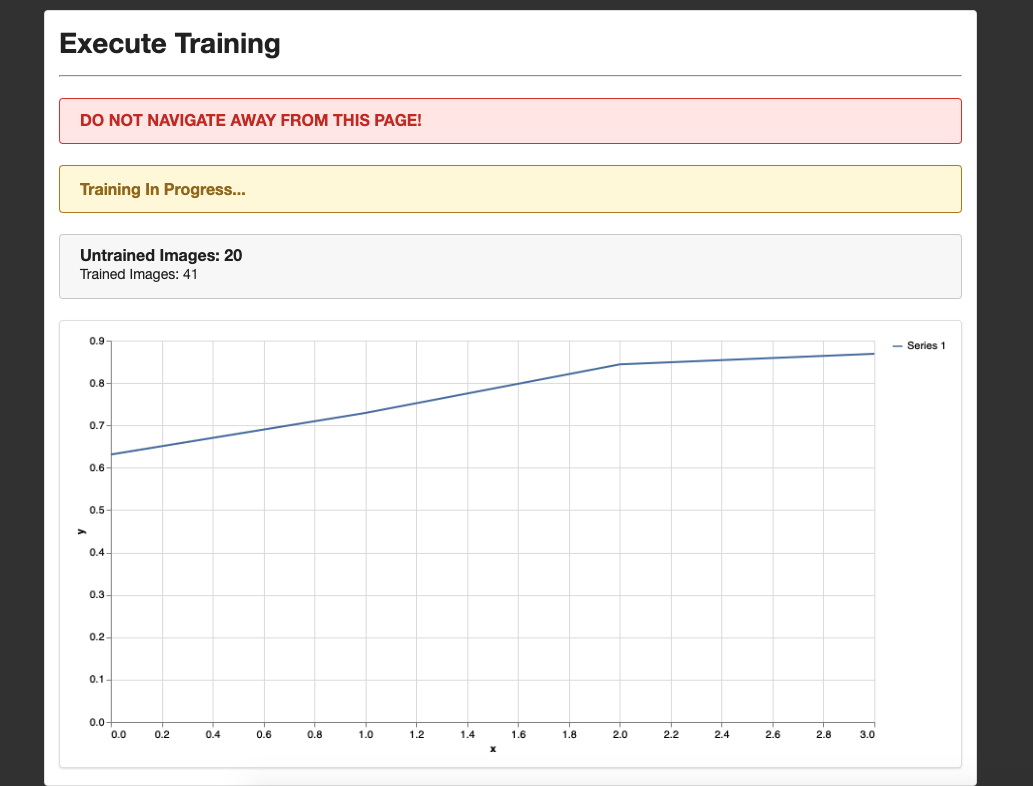 Execute Training
DO NOT NAVIGATE AWAY FROM THIS PAGE!
Training In Progress...
Untrained Images: 20
Trained Images: 41
Series 1
0.9
0.8
0.7
0.6
0.5
y
0.4
0.3
0.2
0.1
0.0
0.0 0.2 0.4 0.6 0.8 1.0 1.2 1.4 1.6 1.8 2.0 2.2 2.4 2.6 2.8 3.0
x